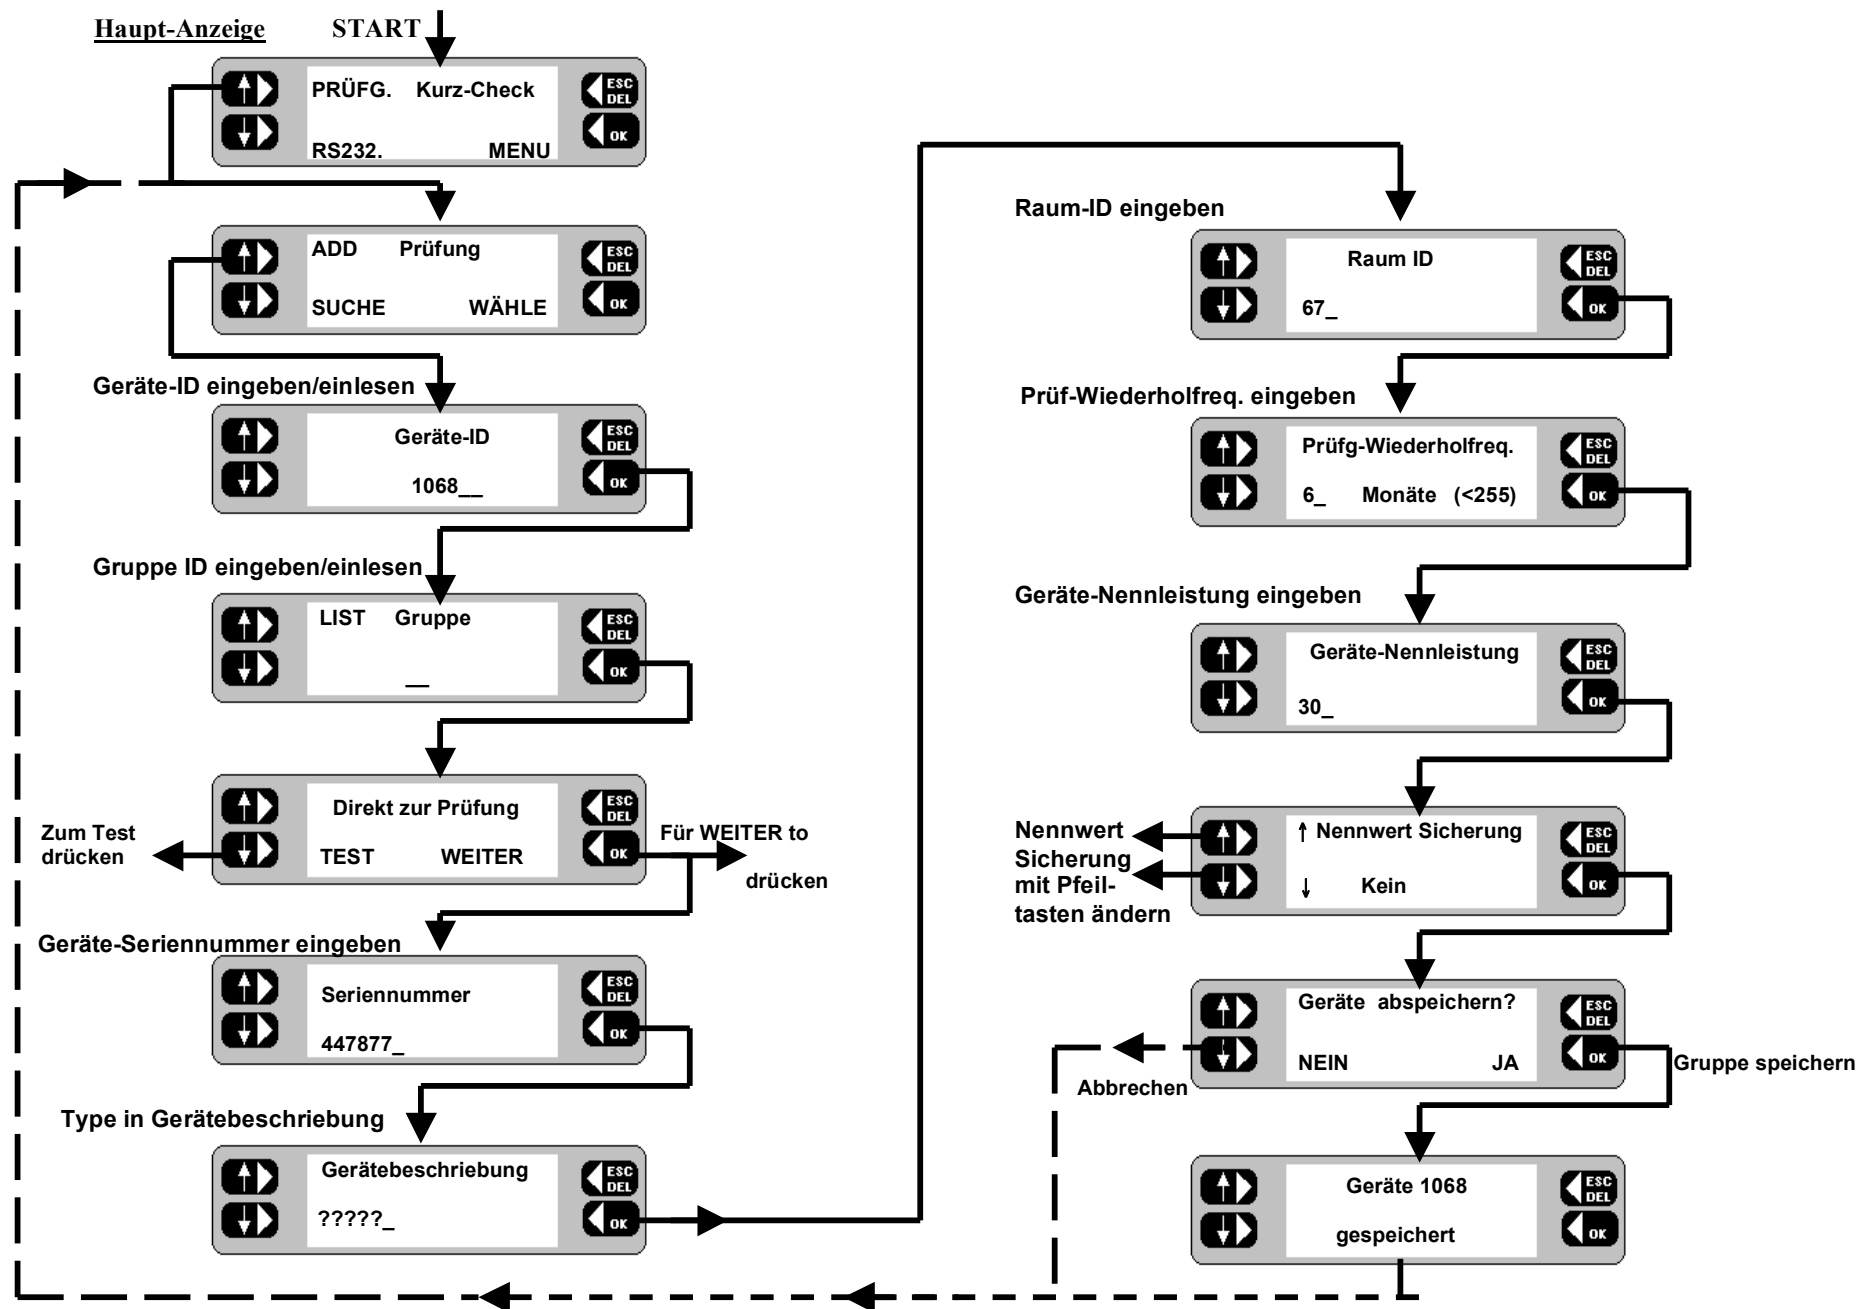 Haupt-Anzeige START
PRÜFG. Kurz-Check
ESC
DEL
RS232. MENU
OK
ADD Prüfung
ESC
DEL
SUCHE WÄHLE
OK
Geräte-ID eingeben/einlesen
Geräte-ID
ESC
DEL
1068__
OK
Gruppe ID eingeben/einlesen
LIST Gruppe
ESC
DEL
__
OK
Direkt zur Prüfung
ESC
DEL
Zum Test
drücken
TEST WEITER
OK
Für WEITER to
drücken
Geräte-Seriennummer eingeben
Seriennummer
ESC
DEL
447877_
OK
Type in Gerätebeschriebung
Gerätebeschriebung
ESC
DEL
?????_
OK
Raum-ID eingeben
Raum ID
ESC
DEL
67_
OK
Prüf-Wiederholfreq. eingeben
Prüfg-Wiederholfreq.
ESC
DEL
6_ Monäte (<255)
OK
Geräte-Nennleistung eingeben
Geräte-Nennleistung
ESC
DEL
30_
OK
Nennwert
Sicherung
mit Pfeil-
tasten ändern
↑ Nennwert Sicherung
ESC
DEL
↓ Kein
OK
Geräte abspeichern?
ESC
DEL
NEIN JA
OK
Abbrechen
Gruppe speichern
Geräte 1068
ESC
DEL
gespeichert
OK